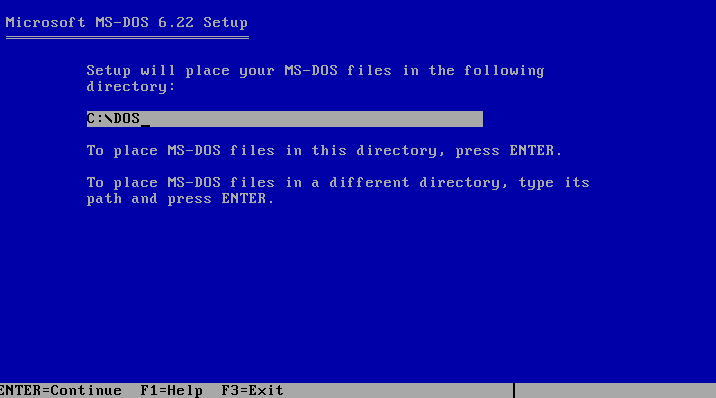 Microsoft MS-DOS 6.22 Setup
Setup will place your MS-DOS files in the following
directory:
C:\DOS_
To place MS-DOS files in this directory, press ENTER.
To place MS-DOS files in a different directory, type its
path and press ENTER.
ENTER=Continue  F1=Help  F3=Exit